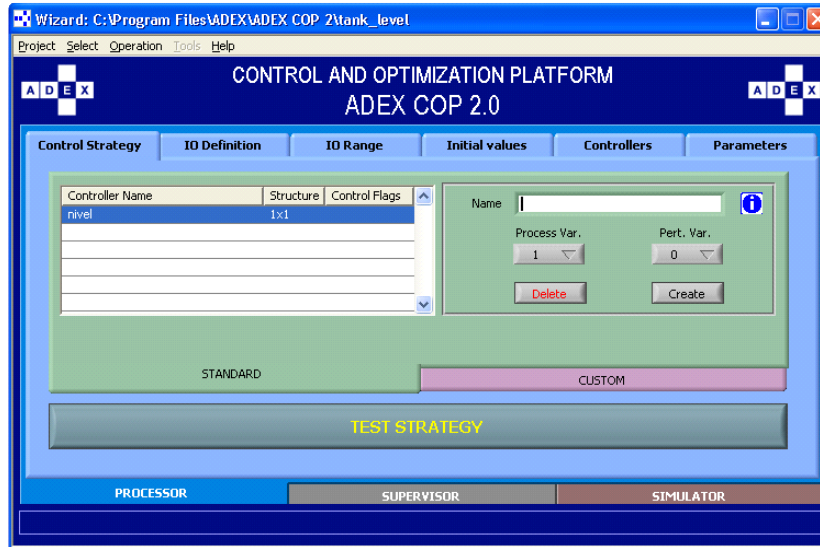 Wizard: C:\Program Files\ADEX\ADEX COP 2\tank_level
Project Select Operation Tools Help
CONTROL AND OPTIMIZATION PLATFORM
ADEX COP 2.0
A D E X
A D E X
Control Strategy IO Definition IO Range Initial values Controllers Parameters
Controller Name Structure Control Flags
nivel 1x1
Name
Process Var. Pert. Var.
1 0
Delete Create
STANDARD CUSTOM
TEST STRATEGY
PROCESSOR SUPERVISOR SIMULATOR